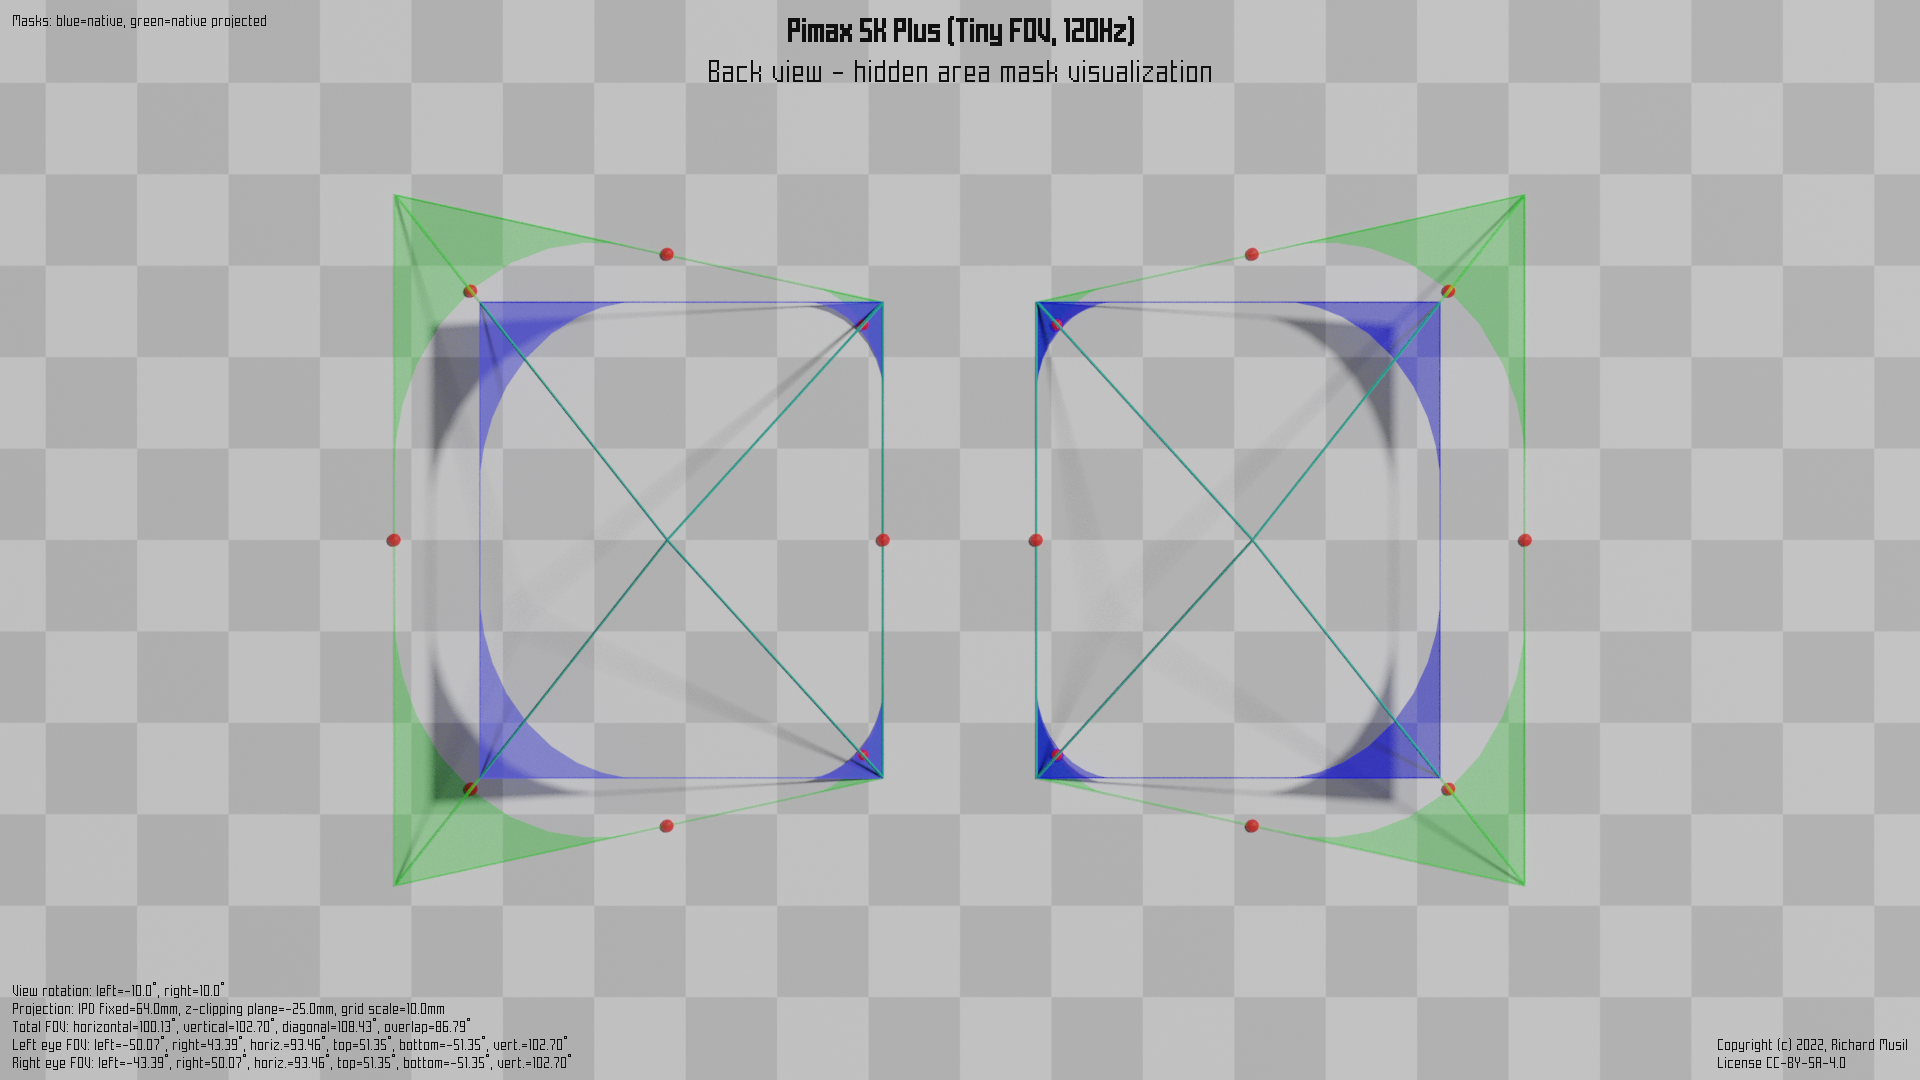 Masks: blue=native, green=native projected
Pimax 5K Plus (Tiny FOV, 120Hz)
Back view - hidden area mask visualization
View rotation: left=-10.0°, right=10.0°
Projection: IPD fixed=64.0mm, z-clipping plane=-25.0mm, grid scale=10.0mm
Total FOV: horizontal=100.13°, vertical=102.70°, diagonal=108.43°, overlap=86.79°
Left eye FOV: left=-50.07°, right=43.39°, horiz.=93.46°, top=51.35°, bottom=-51.35°, vert.=102.70°
Right eye FOV: left=-43.39°, right=50.07°, horiz.=93.46°, top=51.35°, bottom=-51.35°, vert.=102.70°
Copyright (c) 2022, Richard Musil
License CC-BY-SA-4.0